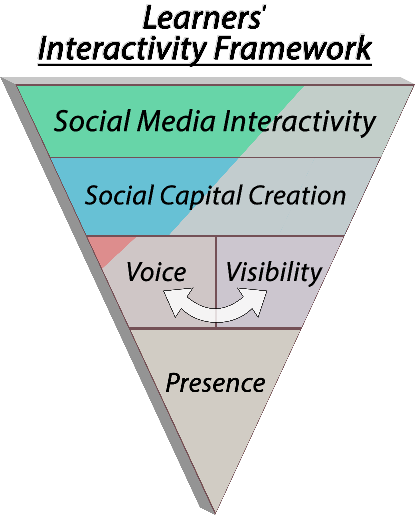 Learners'
Interactivity Framework
Social Media Interactivity
Social Capital Creation
Voice
Visibility
Presence